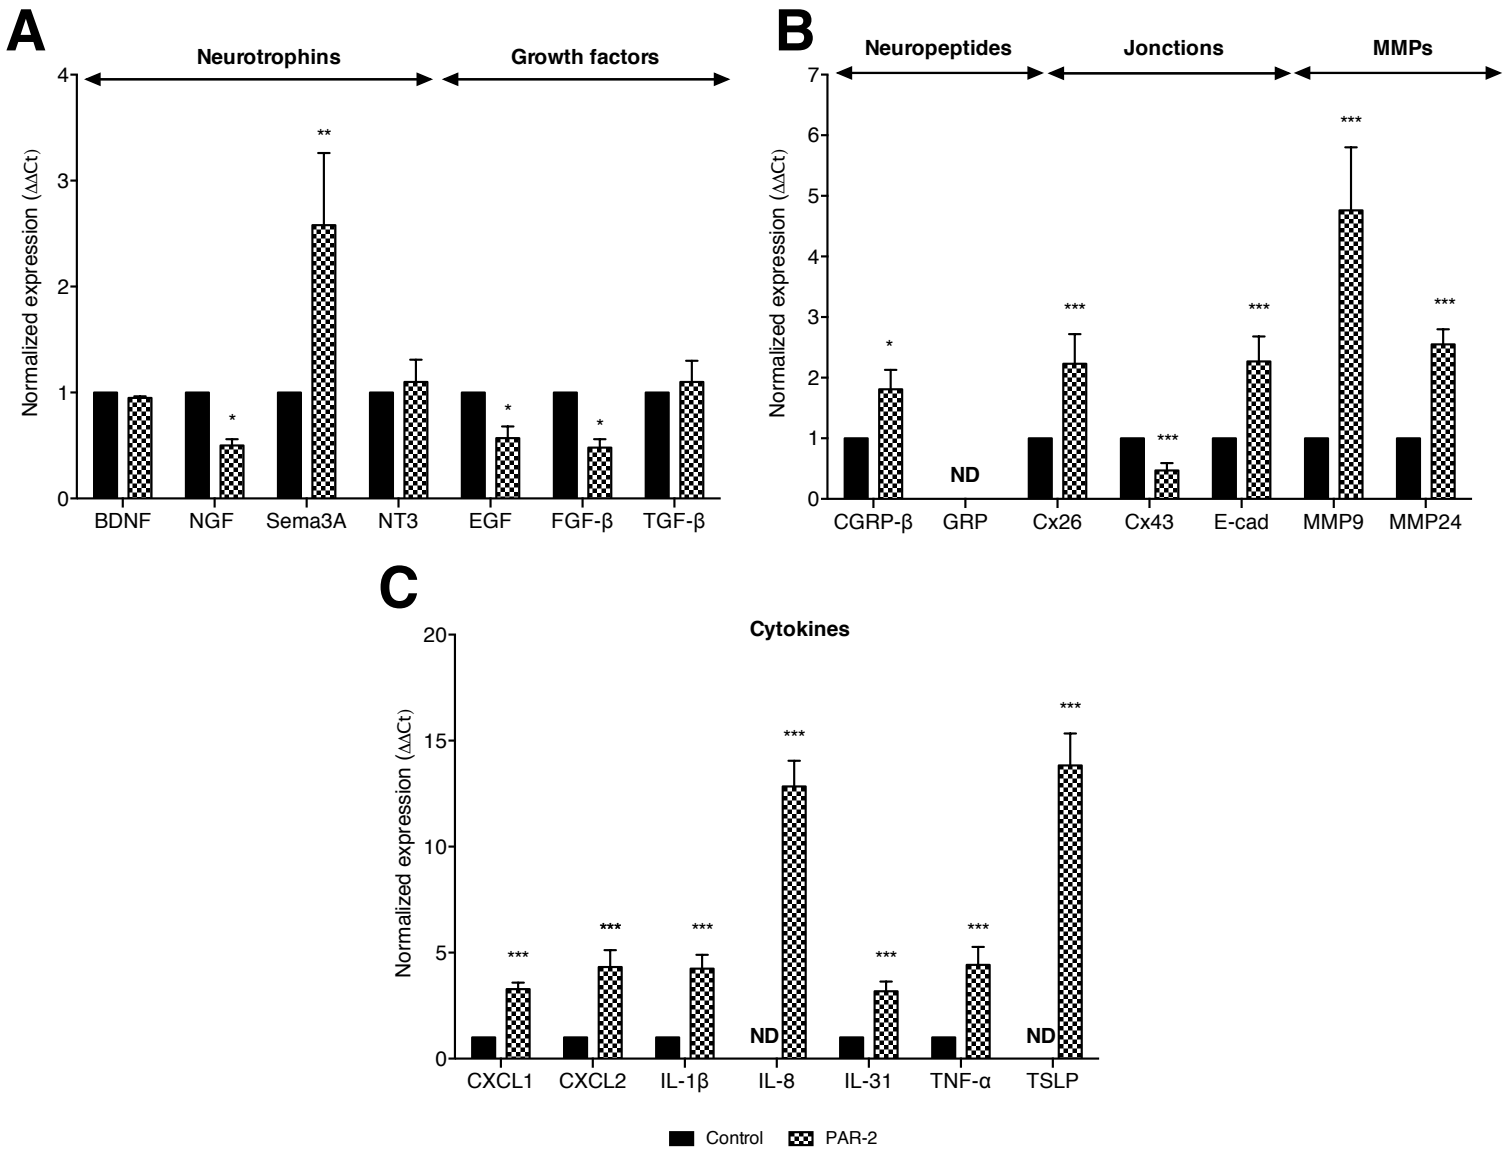 A
Neurotrophins
Growth factors
Normalized expression (ΔΔCt)
4
3
2
1
0
**
*
*
*
BDNF NGF Sema3A NT3 EGF FGF-β TGF-β
B
Neuropeptides
Jonctions
MMPs
Normalized expression (ΔΔCt)
7
6
5
4
3
2
1
0
*
ND
***
***
***
***
***
CGRP-β GRP Cx26 Cx43 E-cad MMP9 MMP24
C
Cytokines
Normalized expression (ΔΔCt)
20
15
10
5
0
***
***
***
ND
***
***
***
ND
***
CXCL1 CXCL2 IL-1β IL-8 IL-31 TNF-α TSLP
Control PAR-2